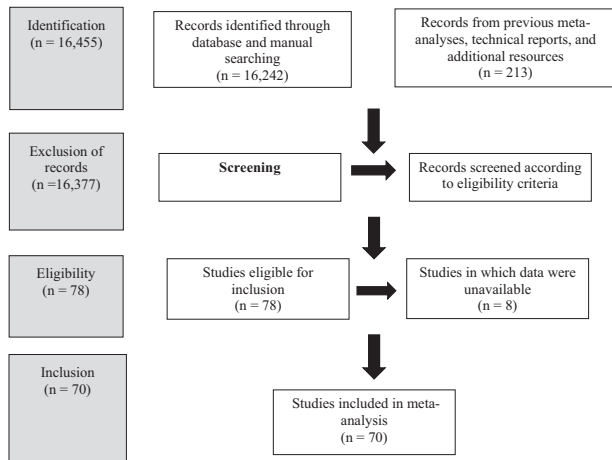 Identification
(n = 16,455)
Records identified through
database and manual
searching
(n = 16,242)
Records from previous meta-
analyses, technical reports, and
additional resources
(n = 213)
Exclusion of
records
(n =16,377)
Screening
Records screened according
to eligibility criteria
Eligibility
(n = 78)
Studies eligible for
inclusion
(n = 78)
Studies in which data were
unavailable
(n = 8)
Inclusion
(n = 70)
Studies included in meta-
analysis
(n = 70)